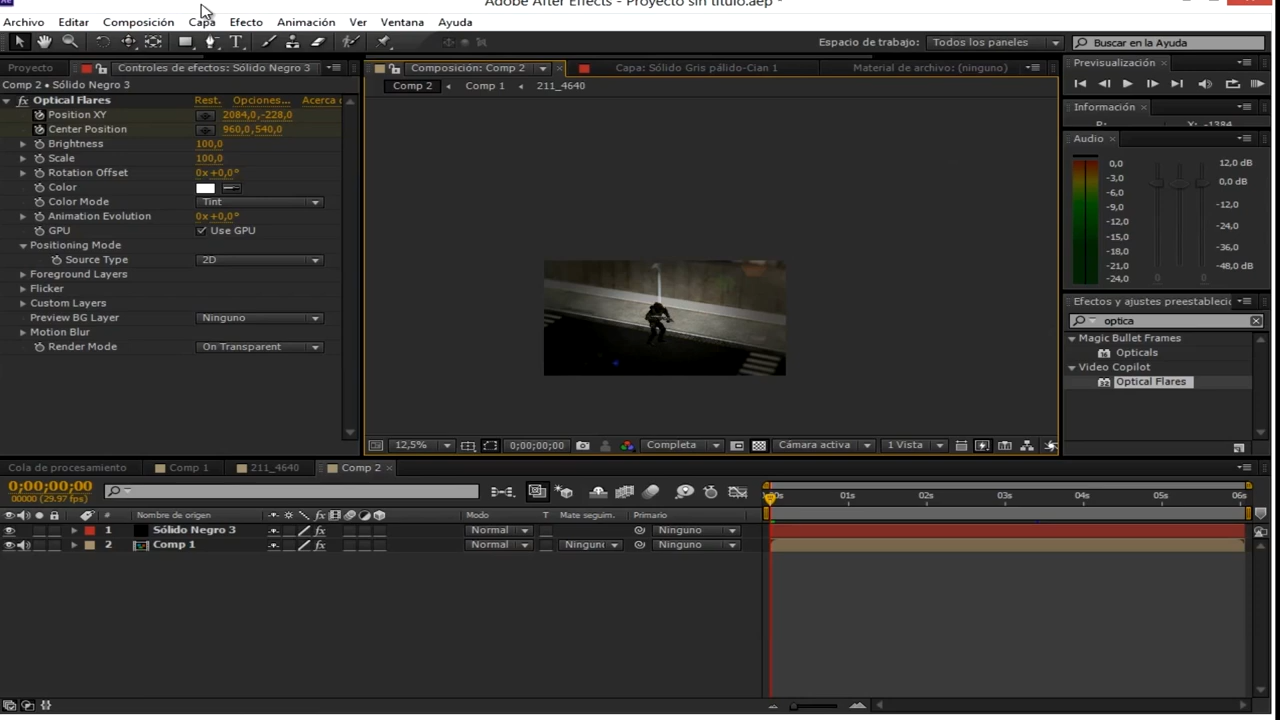 Adobe After Effects - Proyecto sin título.aep *
Archivo Editar Composición Capa Efecto Animación Ver Ventana Ayuda
Espacio de trabajo: Todos los paneles Buscar en la Ayuda
Proyecto Controles de efectos: Sólido Negro 3
Comp 2 • Sólido Negro 3
fx Optical Flares Rest. Opciones... Acerca
Position XY 2084,0,-228,0
Center Position 960,0,540,0
Brightness 100,0
Scale 100,0
Rotation Offset 0x+0,0°
Color
Color Mode Tint
Animation Evolution 0x+0,0°
GPU Use GPU
Positioning Mode
Source Type 2D
Foreground Layers
Flicker
Custom Layers
Preview BG Layer Ninguno
Motion Blur
Render Mode On Transparent
Composición: Comp 2 Capa: Sólido Gris pálido-Cian 1 Material de archivo: (ninguno)
Comp 2 Comp 1 211_4640
12,5% 0;00;00;00 Completa Cámara activa 1 Vista
Previsualización
Información
Audio
0,0
-3,0
-6,0
-9,0
-12,0
-15,0
-18,0
-21,0
-24,0
12,0 dB
0,0 dB
-12,0
-24,0
-36,0
-48,0 dB
0 0 0
Efectos y ajustes preestableci
optica
Magic Bullet Frames
Opticals
Video Copilot
Optical Flares
Cola de procesamiento Comp 1 211_4640 Comp 2
0;00;00;00
00000 (29.97 fps)
01s 02s 03s 04s 05s 06s
# Nombre de origen fx Modo T Mate seguim. Primario
1 Sólido Negro 3 fx Normal Ninguno
2 Comp 1 fx Normal Ningun Ninguno